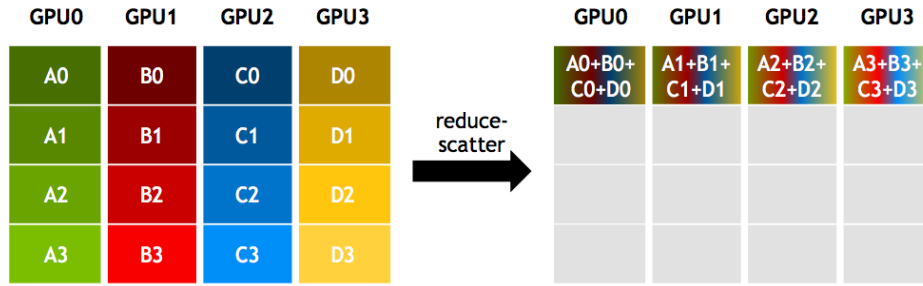 GPU0 GPU1 GPU2 GPU3 GPU0 GPU1 GPU2 GPU3
A0 B0 C0 D0
A1 B1 C1 D1
A2 B2 C2 D2
A3 B3 C3 D3
reduce-
scatter
A0+B0+
C0+D0
A1+B1+
C1+D1
A2+B2+
C2+D2
A3+B3+
C3+D3